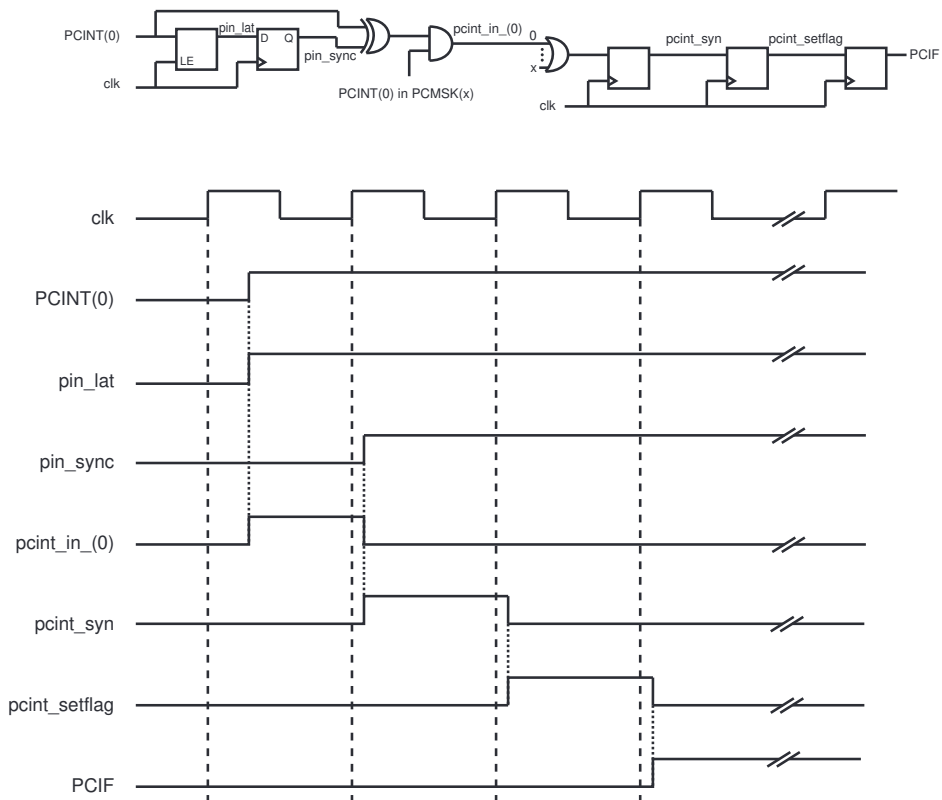 PCINT(0)
pin_lat
D Q
LE
pin_sync
clk
PCINT(0) in PCMSK(x)
pcint_in_(0)
0
x
clk
pcint_syn
pcint_setflag
PCIF
clk
PCINT(0)
pin_lat
pin_sync
pcint_in_(0)
pcint_syn
pcint_setflag
PCIF